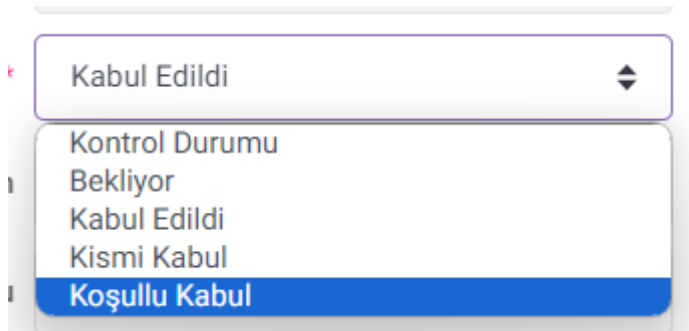 * Kabul Edildi
Kontrol Durumu
Bekliyor
Kabul Edildi
Kismi Kabul
Koşullu Kabul